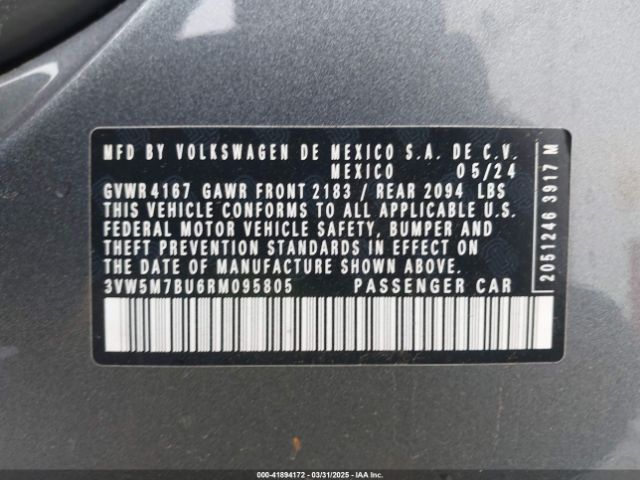 MFD BY VOLKSWAGEN DE MEXICO S.A. DE C.V.
MEXICO 05/24
GVWR 4167 GAWR FRONT 2183 / REAR 2094 LBS
THIS VEHICLE CONFORMS TO ALL APPLICABLE U.S.
FEDERAL MOTOR VEHICLE SAFETY, BUMPER AND
THEFT PREVENTION STANDARDS IN EFFECT ON
THE DATE OF MANUFACTURE SHOWN ABOVE.
3VW5M7BU6RM095805 PASSENGER CAR
2051246 3917 M
000-41894172 | 03/31/2025 - Copart, Inc.